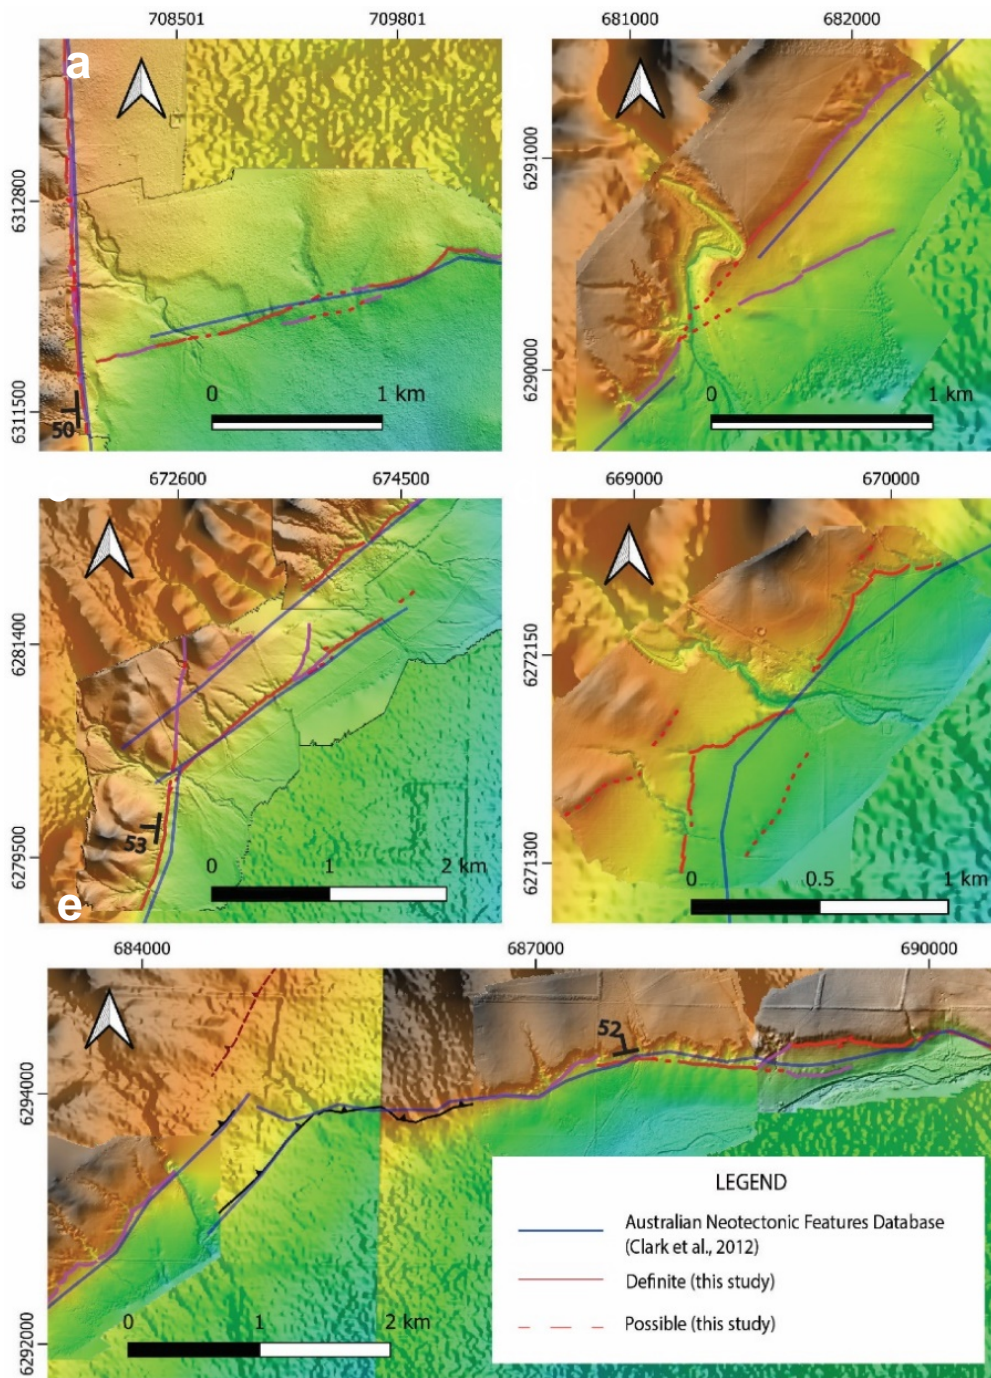 708501 709801
a
6312800
6311500
50
0 1 km
681000 682000
6291000
6290000
0 1 km
672600 674500
6281400
6279500
53
0 1 2 km
669000 670000
6272150
6271300
0 0.5 1 km
e
684000 687000 690000
6294000
6292000
52
0 1 2 km
LEGEND
Australian Neotectonic Features Database
(Clark et al., 2012)
Definite (this study)
Possible (this study)